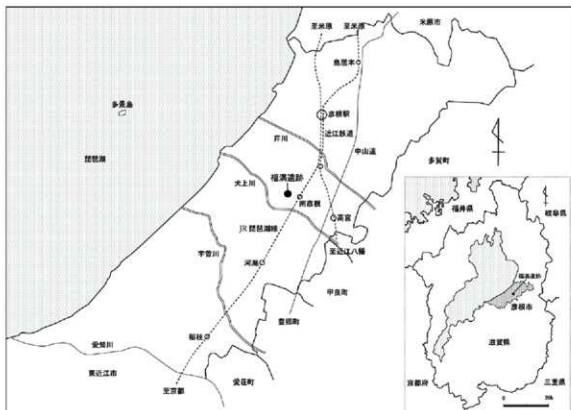 至米原
至米原
米原市
鳥居本
多景島
彦根駅
近江鉄道
芹川
中山道
琵琶湖
多賀町
福満遺跡
犬上川
南彦根
高宮
JR琵琶湖線
至近江八幡
宇曽川
河瀬
甲良町
豊郷町
稲枝
愛知川
東近江市
愛荘町
至京都
福井県
岐阜県
福満遺跡
彦根市
滋賀県
京都府
三重県
0